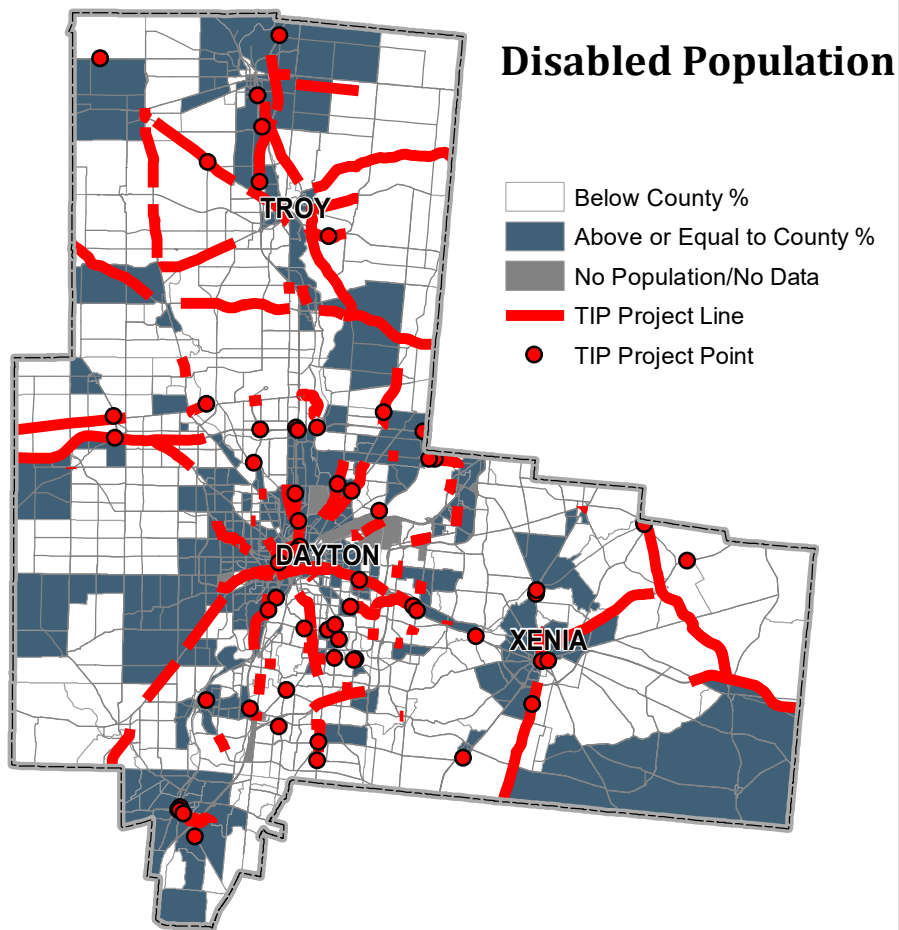 Disabled Population
Below County %
Above or Equal to County %
No Population/No Data
TIP Project Line
TIP Project Point
TROY
DAYTON
XENIA